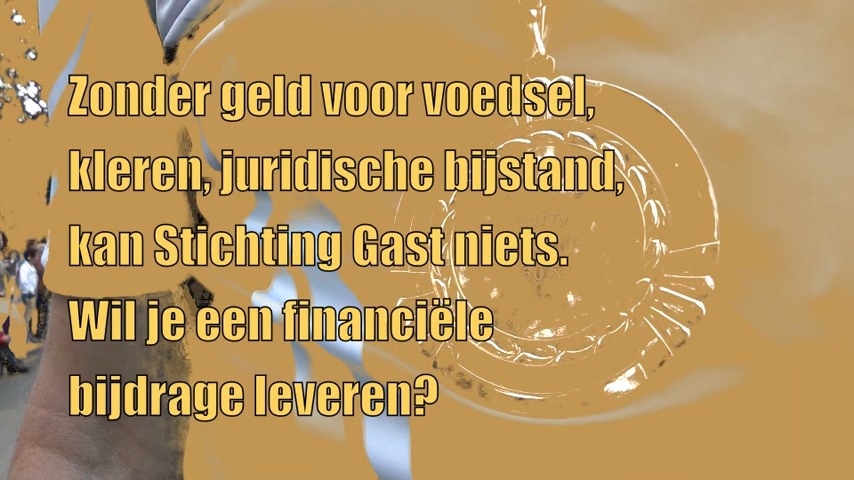 Zonder geld voor voedsel,
kleren, juridische bijstand,
kan Stichting Gast niets.
Wil je een financiële
bijdrage leveren?